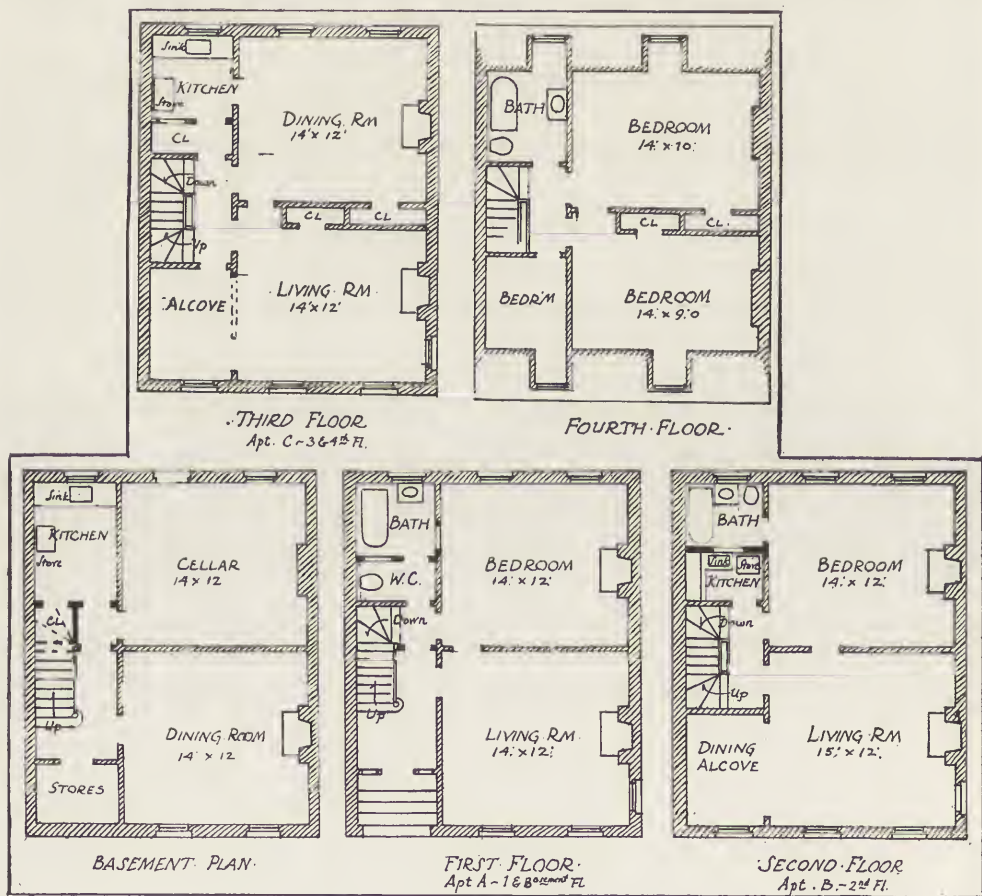 Sink
KITCHEN
Stove
CL
Down
Up
ALCOVE
DINING RM
14' x 12'
CL
CL
LIVING RM
14' x 12'
·THIRD FLOOR
Apt. C ~ 3 & 4th Fl.
BATH
BEDROOM
14' x 10'
CL
CL.
BEDR'M
BEDROOM
14' x 9'.0
FOURTH·FLOOR·
Sink
KITCHEN
Stove
CL
Up
STORES
CELLAR
14 x 12
DINING ROOM
14' x 12
BASEMENT·PLAN·
BATH
W.C.
Down
Up
BEDROOM
14' x 12'
LIVING·RM
14' x 12'
FIRST·FLOOR·
Apt A ~ 1 & Basement FL
BATH
Sink
Stove
KITCHEN
Down
Up
DINING
ALCOVE
BEDROOM
14' x 12'
LIVING·RM
15' x 12'
·SECOND·FLOOR
Apt. B. ~ 2nd Fl.